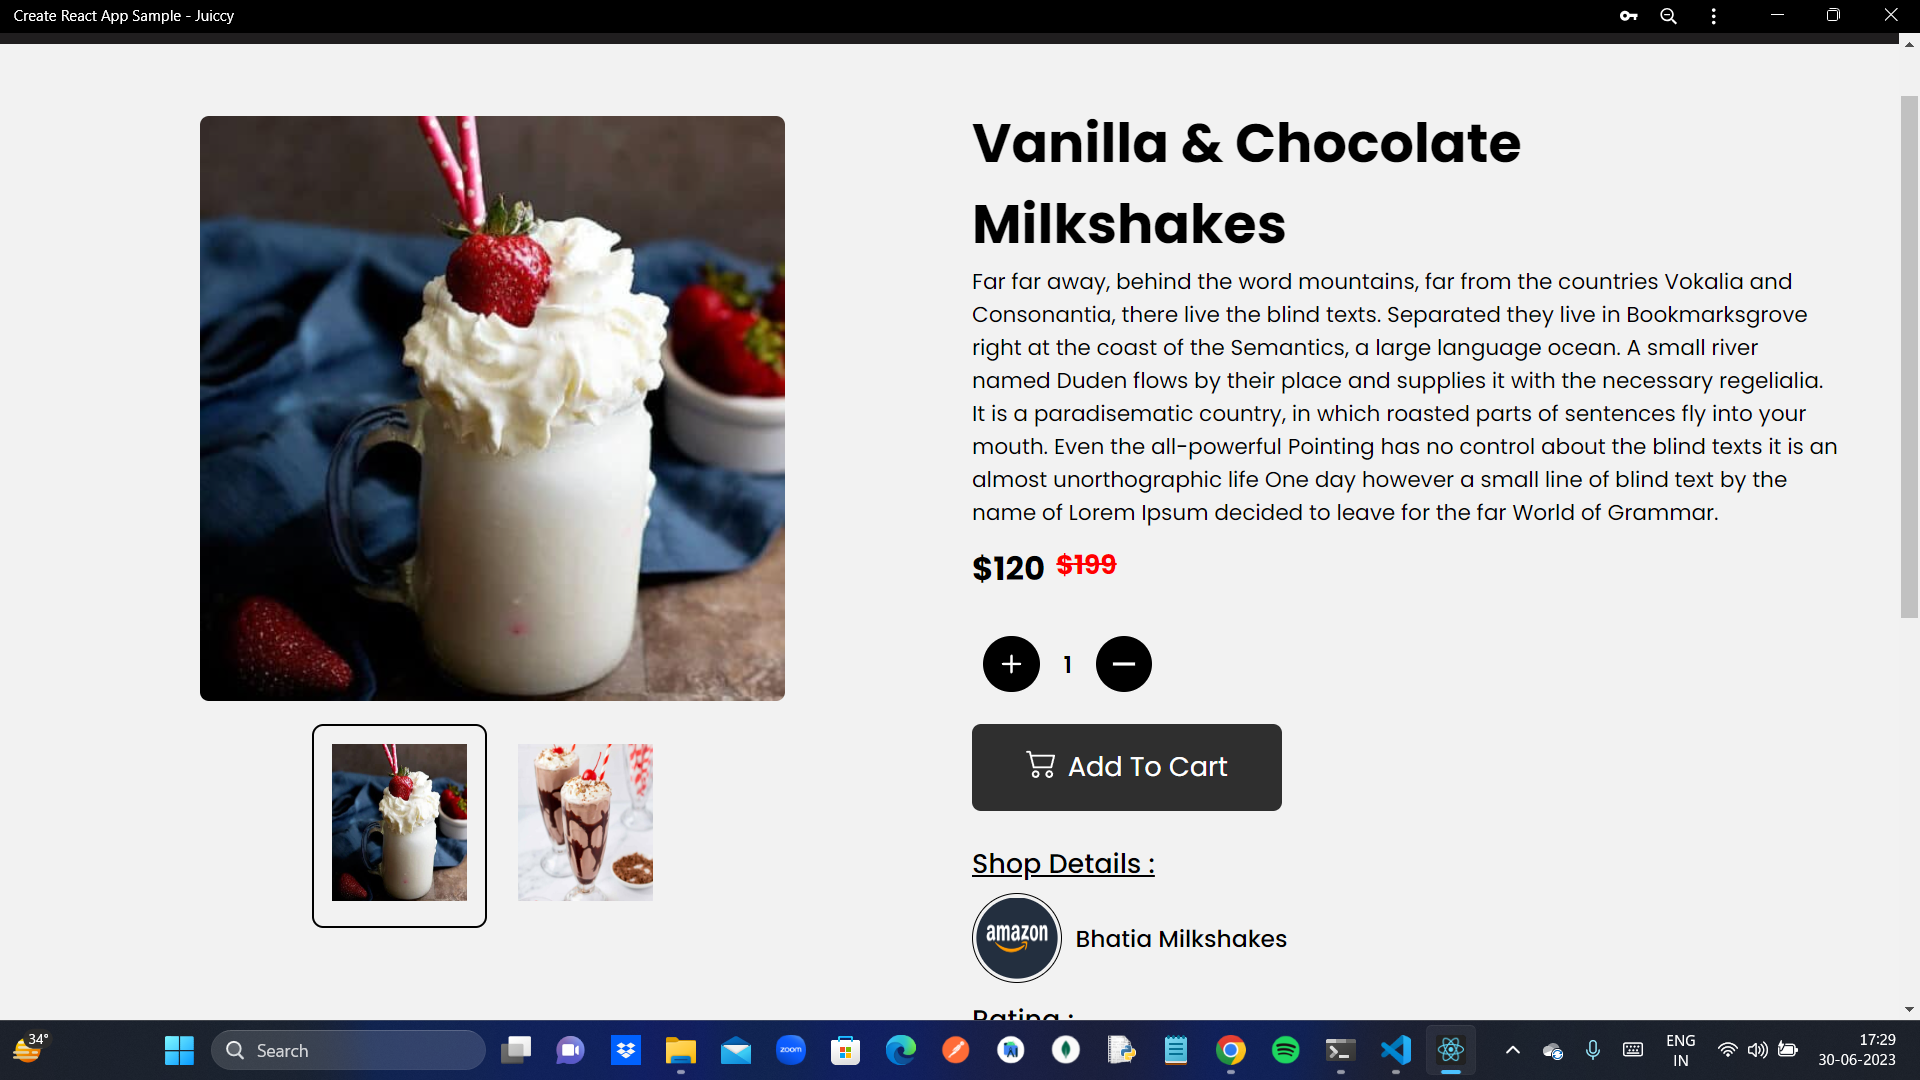 Create React App Sample - Juiccy
Vanilla & Chocolate
Milkshakes
Far far away, behind the word mountains, far from the countries Vokalia and
Consonantia, there live the blind texts. Separated they live in Bookmarksgrove
right at the coast of the Semantics, a large language ocean. A small river
named Duden flows by their place and supplies it with the necessary regelialia.
It is a paradisematic country, in which roasted parts of sentences fly into your
mouth. Even the all-powerful Pointing has no control about the blind texts it is an
almost unorthographic life One day however a small line of blind text by the
name of Lorem Ipsum decided to leave for the far World of Grammar.
$120 $199
1
Add To Cart
Shop Details :
amazon
Bhatia Milkshakes
Rating :
34°
Search
zoom
ENG
IN
17:29
30-06-2023